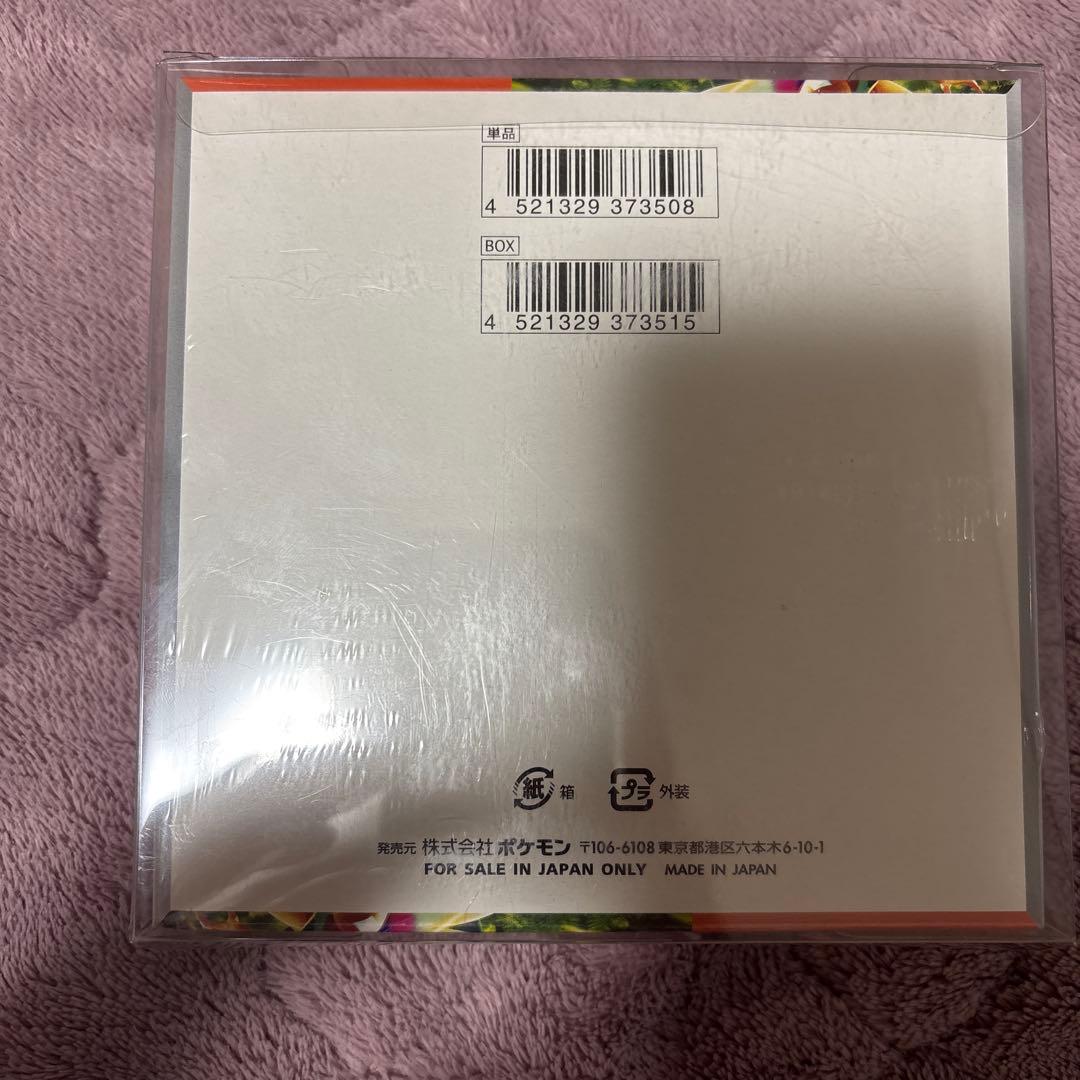 単品
4 521329 373508
BOX
4 521329 373515
紙 箱 プラ 外装
発売元 株式会社 ポケモン 〒106-6108 東京都港区六本木6-10-1
FOR SALE IN JAPAN ONLY MADE IN JAPAN